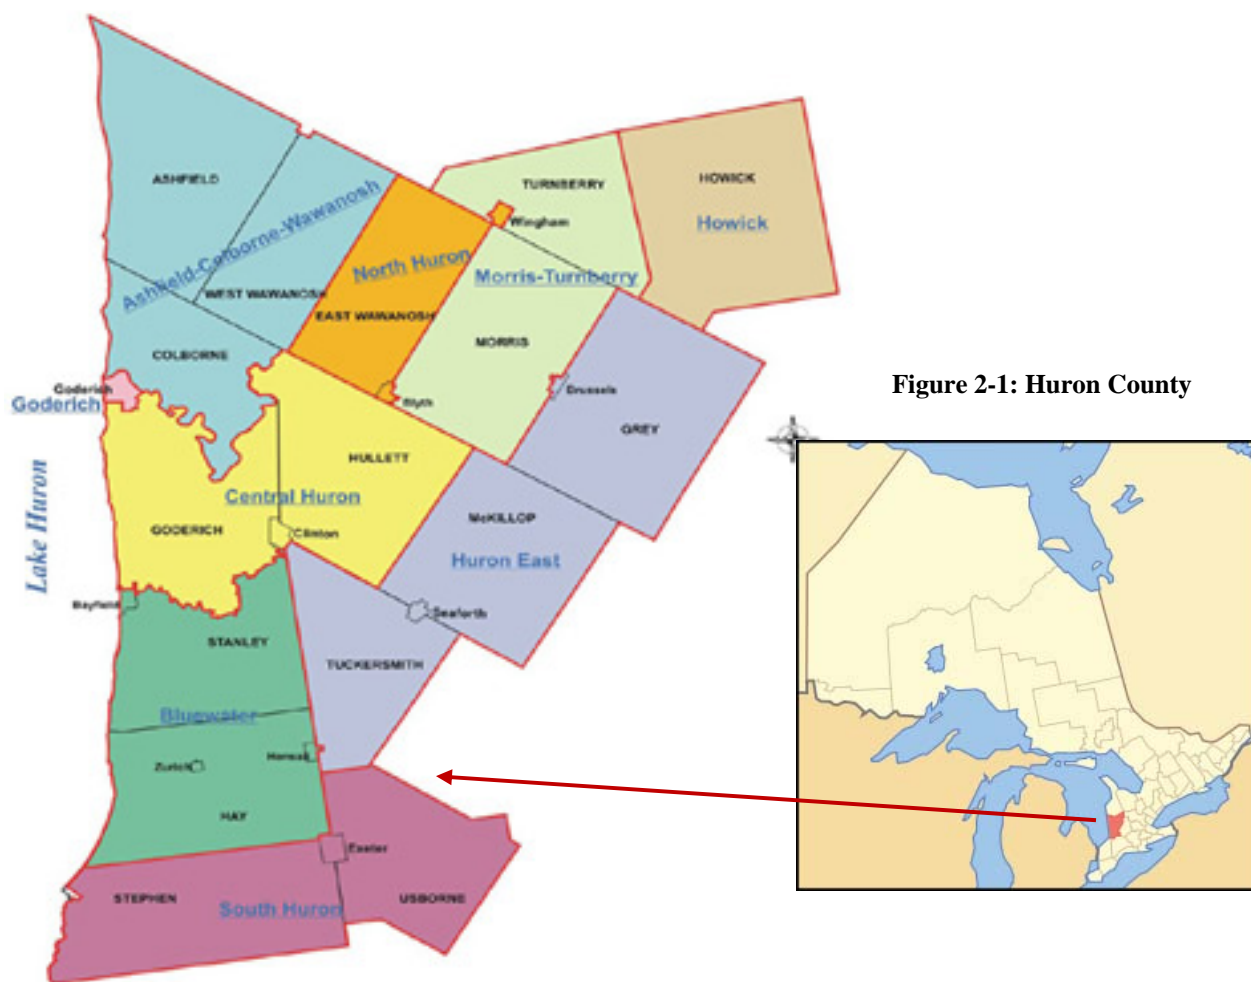 ASHFIELD
TURNBERRY
HOWICK
Wingham
Howick
Ashfield-Colborne-Wawanosh
North Huron
Morris-Turnberry
WEST WAWANOSH
EAST WAWANOSH
MORRIS
COLBORNE
Goderich
Goderich
Blyth
Brussels
Figure 2-1: Huron County
GREY
HULLETT
Central Huron
Lake Huron
GODERICH
Clinton
McKILLOP
Huron East
Bayfield
Seaforth
STANLEY
TUCKERSMITH
Bluewater
Hensall
Zurich
HAY
Exeter
STEPHEN
South Huron
USBORNE